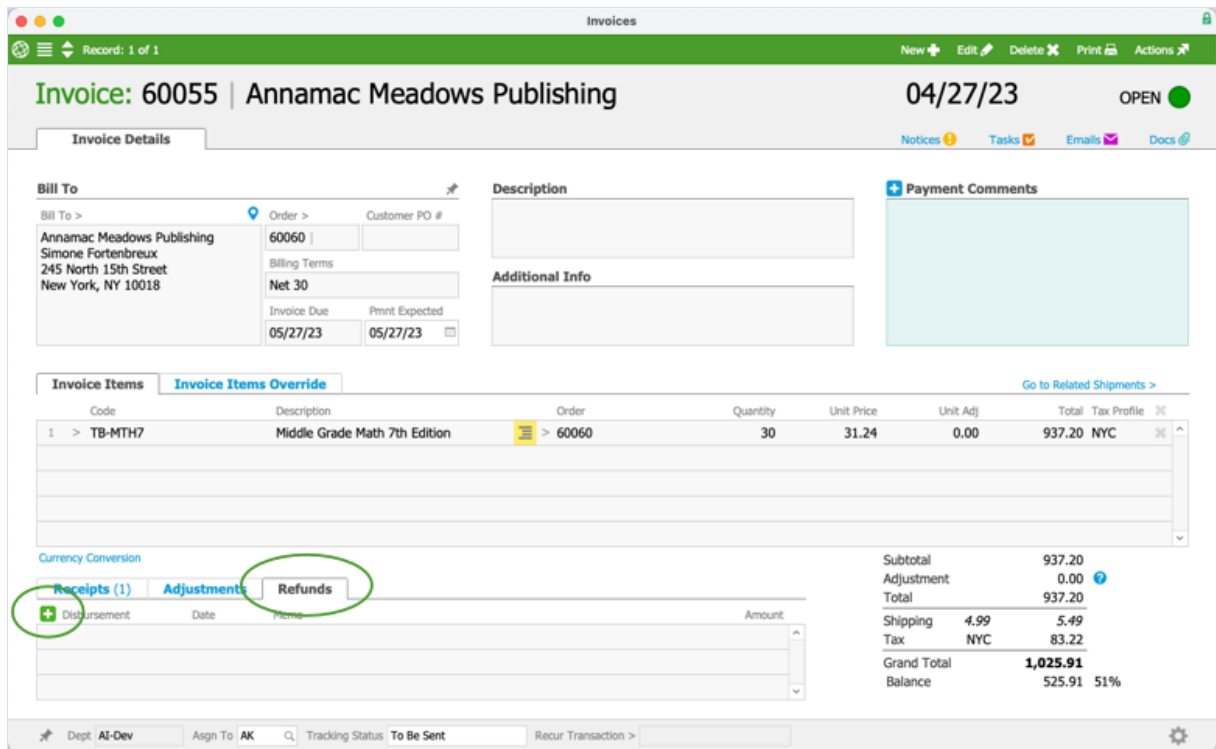 Invoices
Record: 1 of 1 New Edit Delete Print Actions
Invoice: 60055 | Annamac Meadows Publishing 04/27/23 OPEN
Invoice Details Notices Tasks Emails Docs
Bill To Description Payment Comments
Bill To > Order > Customer PO #
Annamac Meadows Publishing 60060
Simone Fortenbreux
245 North 15th Street
New York, NY 10018
Billing Terms
Net 30
Additional Info
Invoice Due Pmnt Expected
05/27/23 05/27/23
Invoice Items Invoice Items Override Go to Related Shipments >
Code Description Order Quantity Unit Price Unit Adj Total Tax Profile
1 > TB-MTH7 Middle Grade Math 7th Edition > 60060 30 31.24 0.00 937.20 NYC
Currency Conversion
Receipts (1) Adjustments Refunds
Disbursement Date Memo Amount
Subtotal 937.20
Adjustment 0.00 ?
Total 937.20
Shipping 4.99 5.49
Tax NYC 83.22
Grand Total 1,025.91
Balance 525.91 51%
Dept AI-Dev Asgn To AK Tracking Status To Be Sent Recur Transaction >